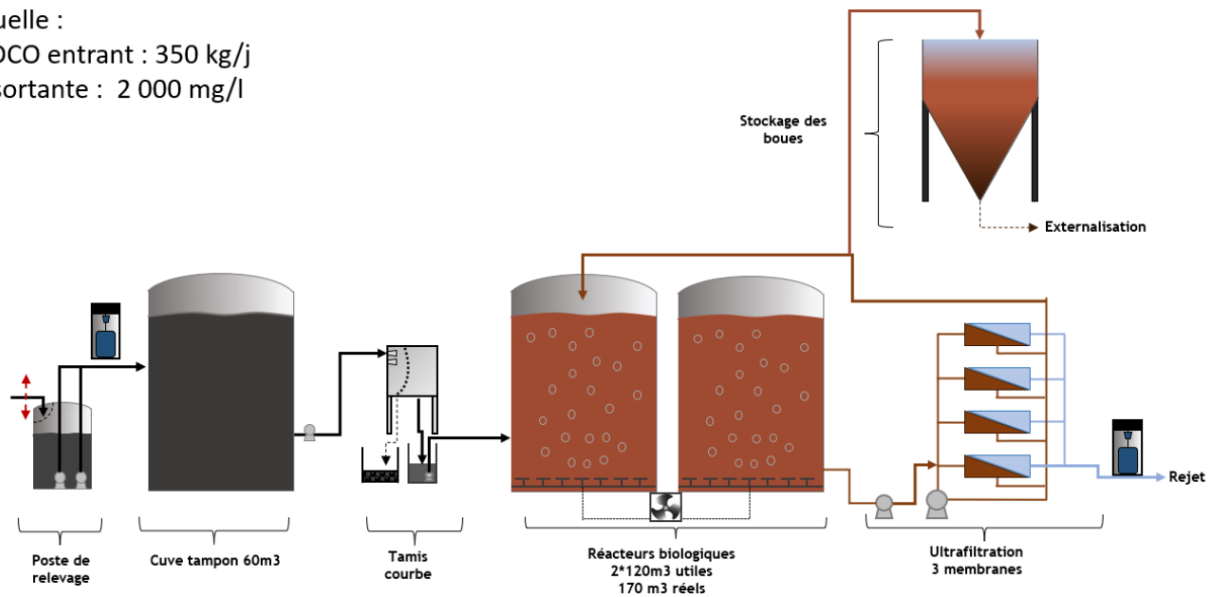 uelle :
DCO entrant : 350 kg/j
sortante : 2 000 mg/l
Stockage des
boues
Externalisation
Rejet
Poste de
relevage
Cuve tampon 60m3
Tamis
courbe
Réacteurs biologiques
2*120m3 utiles
170 m3 réels
Ultrafiltration
3 membranes